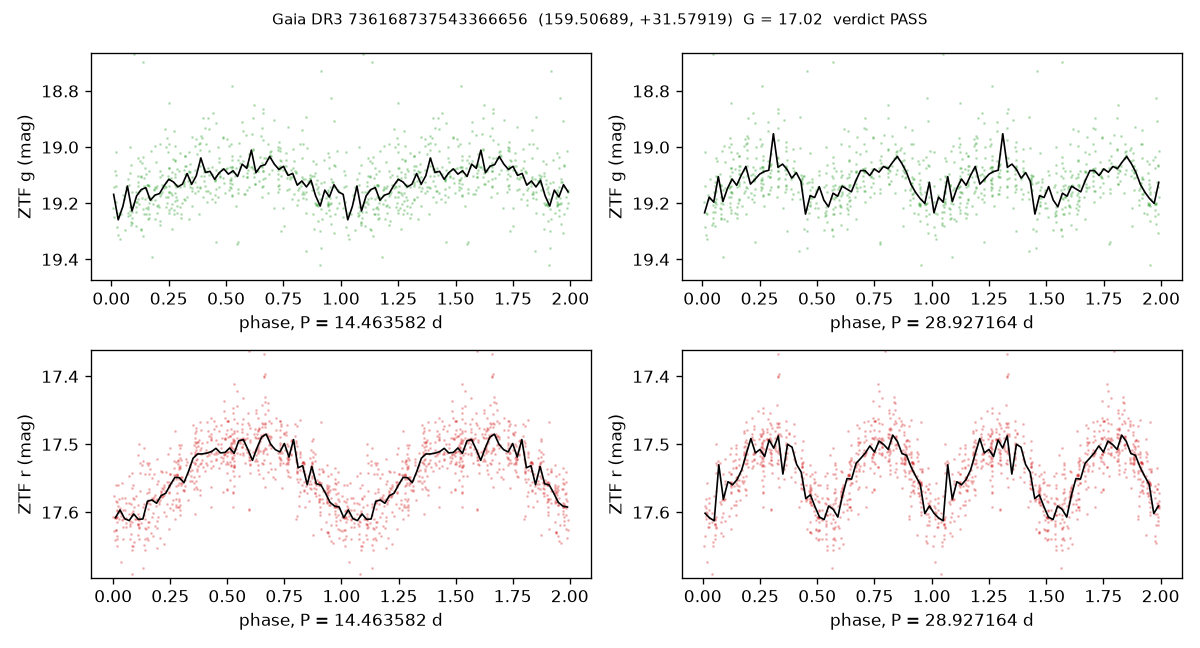 Gaia DR3 736168737543366656  (159.50689, +31.57919)  G = 17.02  verdict PASS
ZTF g (mag)
18.8
19.0
19.2
19.4
0.00 0.25 0.50 0.75 1.00 1.25 1.50 1.75 2.00
phase, P = 14.463582 d
ZTF g (mag)
18.8
19.0
19.2
19.4
0.00 0.25 0.50 0.75 1.00 1.25 1.50 1.75 2.00
phase, P = 28.927164 d
ZTF r (mag)
17.4
17.5
17.6
0.00 0.25 0.50 0.75 1.00 1.25 1.50 1.75 2.00
phase, P = 14.463582 d
ZTF r (mag)
17.4
17.5
17.6
0.00 0.25 0.50 0.75 1.00 1.25 1.50 1.75 2.00
phase, P = 28.927164 d